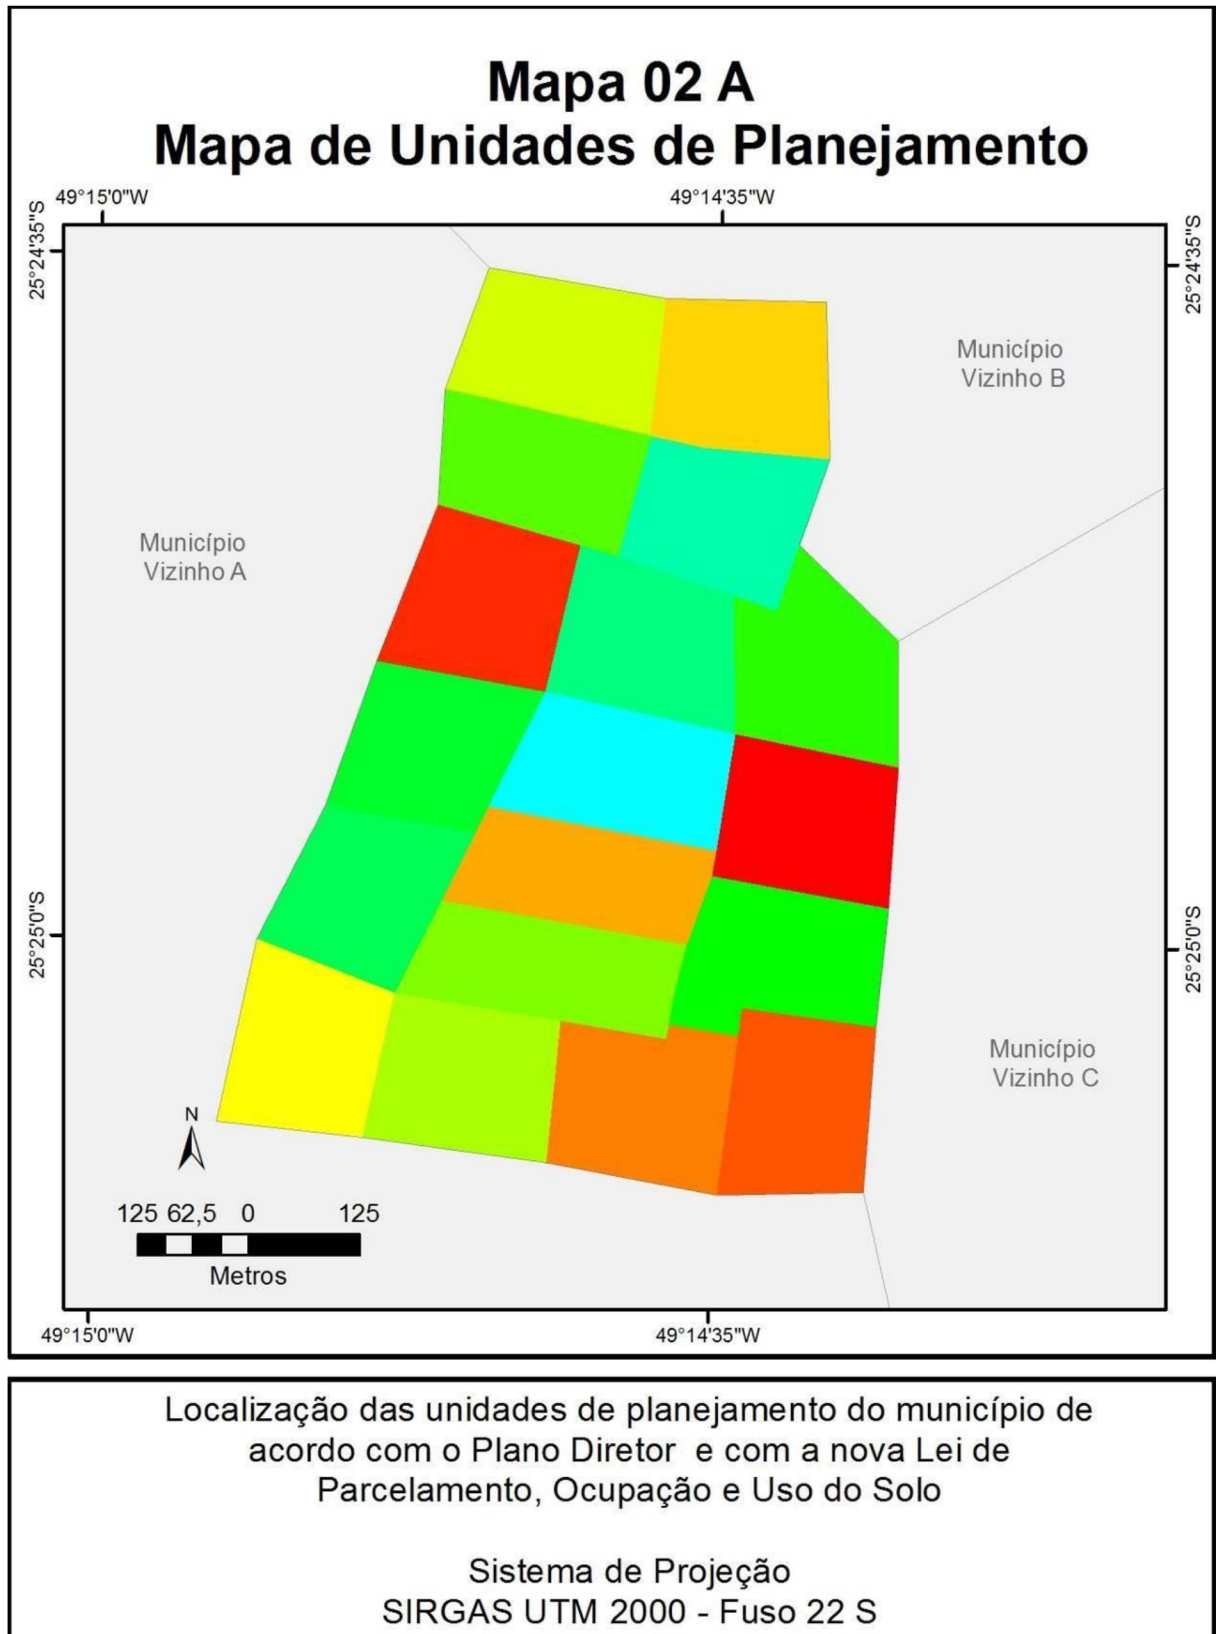 Mapa 02 A
Mapa de Unidades de Planejamento
49°15'0"W
49°14'35"W
25°24'35"S
25°24'35"S
Município
Vizinho B
Município
Vizinho A
25°25'0"S
25°25'0"S
Município
Vizinho C
N
125 62,5 0 125
Metros
49°15'0"W
49°14'35"W
Localização das unidades de planejamento do município de
acordo com o Plano Diretor e com a nova Lei de
Parcelamento, Ocupação e Uso do Solo
Sistema de Projeção
SIRGAS UTM 2000 - Fuso 22 S